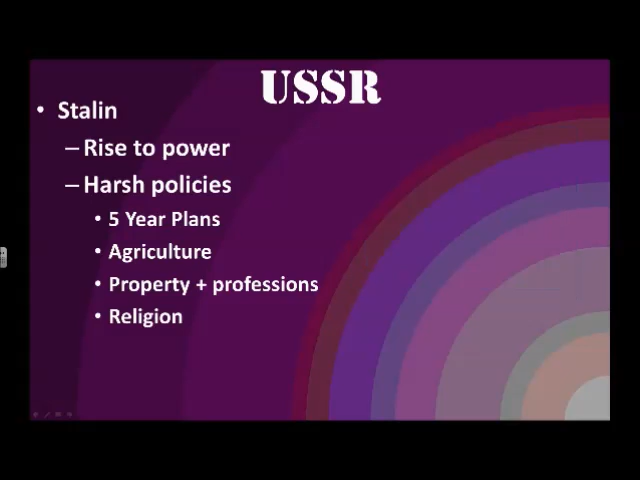 USSR
• Stalin
– Rise to power
– Harsh policies
• 5 Year Plans
• Agriculture
• Property + professions
• Religion